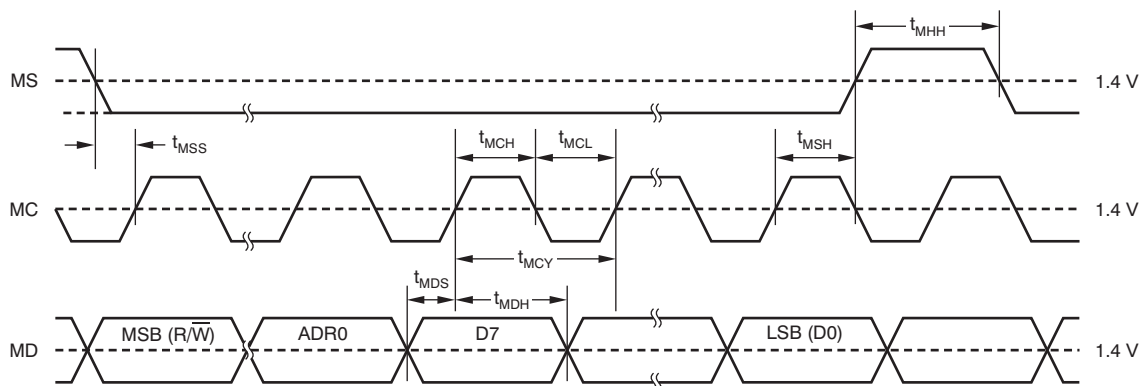 t_MHH
MS 1.4 V
t_MSS t_MCH t_MCL t_MSH
MC 1.4 V
t_MCY
t_MDS t_MDH
MD MSB (R/W̅) ADR0 D7 LSB (D0) 1.4 V